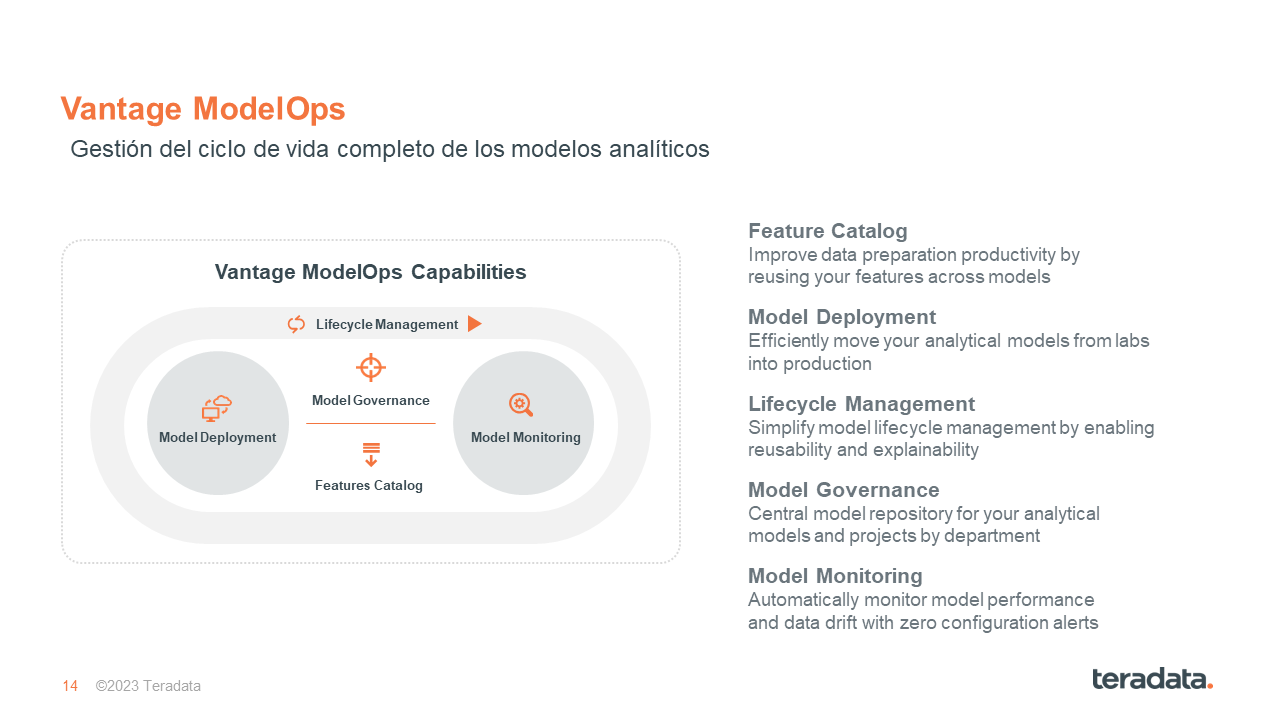 Vantage ModelOps
Gestión del ciclo de vida completo de los modelos analíticos
Vantage ModelOps Capabilities
Lifecycle Management
Model Governance
Model Deployment
Model Monitoring
Features Catalog
Feature Catalog
Improve data preparation productivity by
reusing your features across models
Model Deployment
Efficiently move your analytical models from labs
into production
Lifecycle Management
Simplify model lifecycle management by enabling
reusability and explainability
Model Governance
Central model repository for your analytical
models and projects by department
Model Monitoring
Automatically monitor model performance
and data drift with zero configuration alerts
14 ©2023 Teradata
teradata.